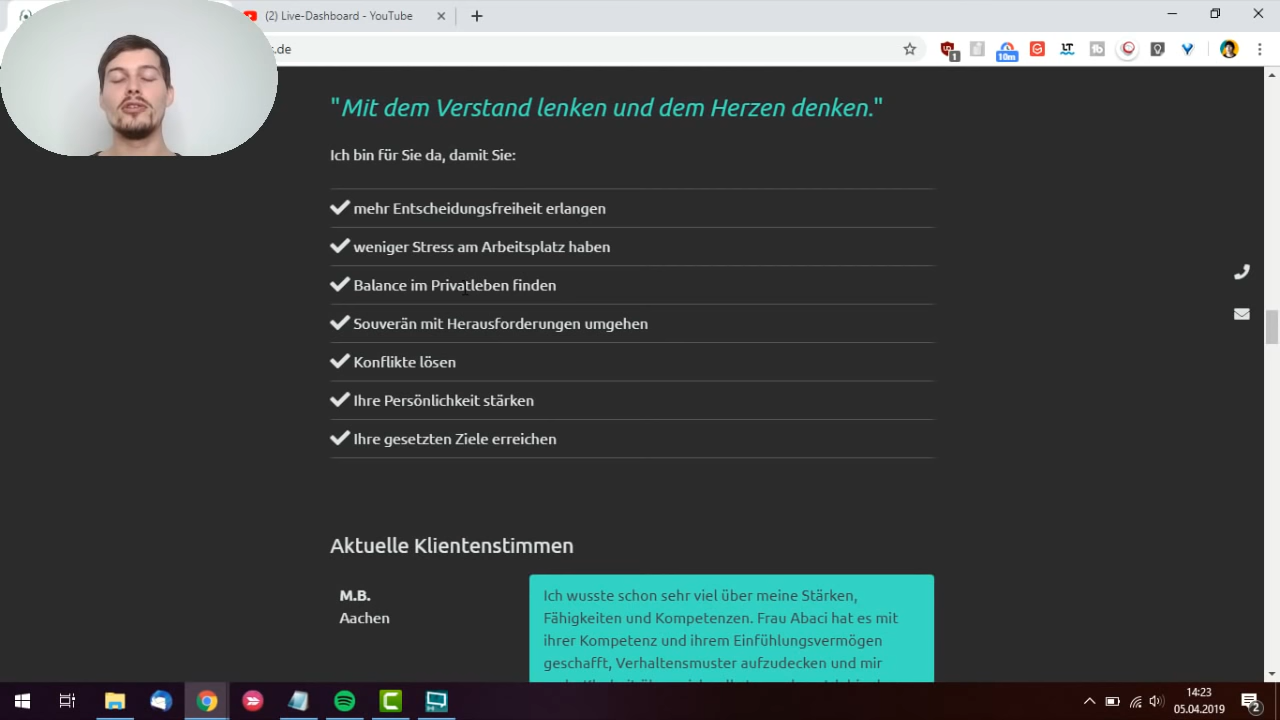 (2) Live-Dashboard - YouTube
.de
1
10m
"Mit dem Verstand lenken und dem Herzen denken."
Ich bin für Sie da, damit Sie:
mehr Entscheidungsfreiheit erlangen
weniger Stress am Arbeitsplatz haben
Balance im Privatleben finden
Souverän mit Herausforderungen umgehen
Konflikte lösen
Ihre Persönlichkeit stärken
Ihre gesetzten Ziele erreichen
Aktuelle Klientenstimmen
M.B.
Aachen
Ich wusste schon sehr viel über meine Stärken,
Fähigkeiten und Kompetenzen. Frau Abaci hat es mit
ihrer Kompetenz und ihrem Einfühlungsvermögen
geschafft, Verhaltensmuster aufzudecken und mir
14:23
05.04.2019
2